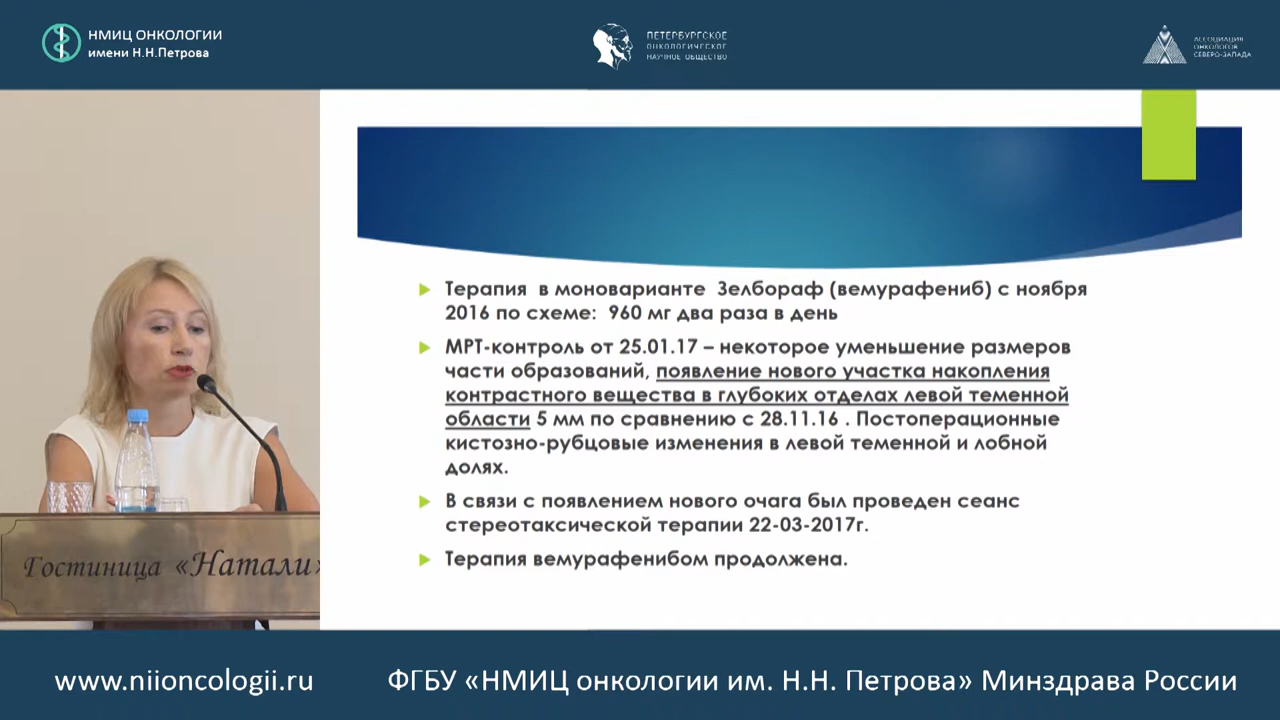 НМИЦ ОНКОЛОГИИ
имени Н.Н.Петрова
ПЕТЕРБУРГСКОЕ
ОНКОЛОГИЧЕСКОЕ
НАУЧНОЕ ОБЩЕСТВО
АССОЦИАЦИЯ
ОНКОЛОГОВ
СЕВЕРО-ЗАПАДА
Терапия в моноварианте Зелбораф (вемурафениб) с ноября
2016 по схеме: 960 мг два раза в день
МРТ-контроль от 25.01.17 – некоторое уменьшение размеров
части образований, появление нового участка накопления
контрастного вещества в глубоких отделах левой теменной
области 5 мм по сравнению с 28.11.16 . Постоперационные
кистозно-рубцовые изменения в левой теменной и лобной
долях.
В связи с появлением нового очага был проведен сеанс
стереотаксической терапии 22-03-2017г.
Терапия вемурафенибом продолжена.
Гостиница «Натали»
www.niioncologii.ru
ФГБУ «НМИЦ онкологии им. Н.Н. Петрова» Минздрава России